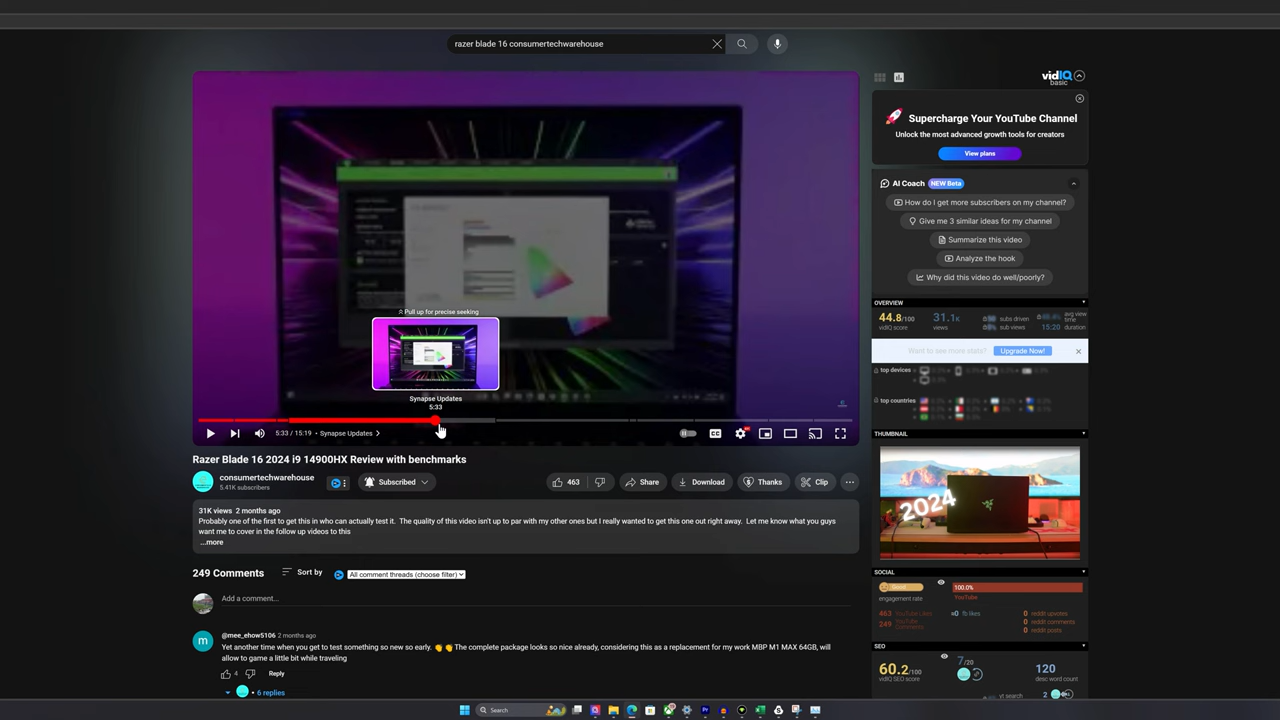 razer blade 16 consumertechwarehouse
vidIQ
basic
Supercharge Your YouTube Channel
Unlock the most advanced growth tools for creators
View plans
AI Coach NEW Beta
How do I get more subscribers on my channel?
Give me 3 similar ideas for my channel
Summarize this video
Analyze the hook
Why did this video do well/poorly?
OVERVIEW
44.8/100
vidIQ score
31.1K
views
subs driven
sub views
avg view time
15:20 duration
Want to see more stats?
Upgrade Now!
top devices
top countries
Pull up for precise seeking
Synapse Updates
5:33
5:33 / 15:19 • Synapse Updates
CC
THUMBNAIL
2024
Razer Blade 16 2024 i9 14900HX Review with benchmarks
consumertechwarehouse
5.41K subscribers
Subscribed
463
Share
Download
Thanks
Clip
31K views 2 months ago
Probably one of the first to get this in who can actually test it. The quality of this video isn't up to par with my other ones but I really wanted to get this one out right away. Let me know what you guys
want me to cover in the follow up videos to this
...more
249 Comments
Sort by
All comment threads (choose filter)
Add a comment...
m
@mee_ehow5106 2 months ago
Yet another time when you get to test something so new so early. 👏 👏 The complete package looks so nice already, considering this as a replacement for my work MBP M1 MAX 64GB, will
allow to game a little bit while traveling
4
Reply
6 replies
SOCIAL
Good
engagement rate
100.0%
YouTube
463 YouTube Likes
249 YouTube Comments
≈0 fb likes
0 reddit upvotes
0 reddit comments
0 reddit posts
SEO
60.2/100
vidIQ SEO score
7/20
120
desc word count
yt search
2
Search